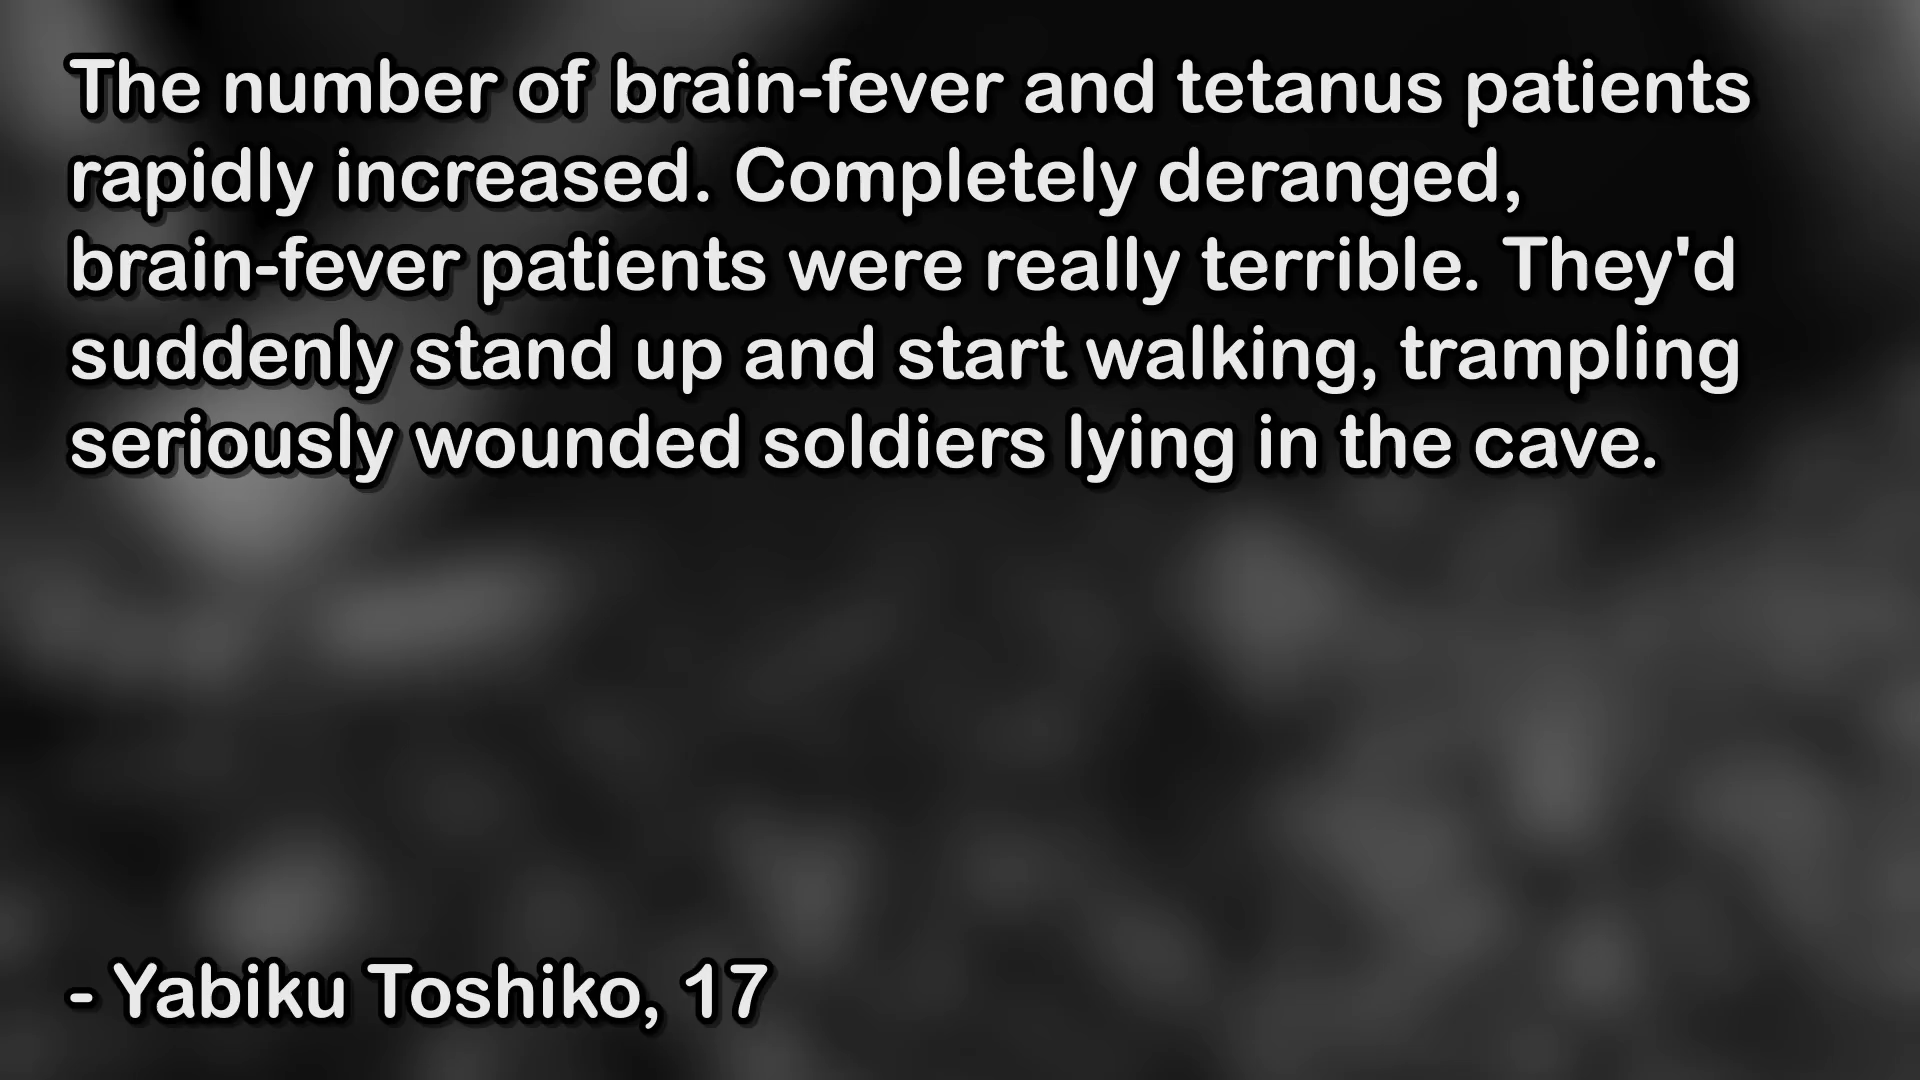 The number of brain-fever and tetanus patients
rapidly increased. Completely deranged,
brain-fever patients were really terrible. They'd
suddenly stand up and start walking, trampling
seriously wounded soldiers lying in the cave.
- Yabiku Toshiko, 17